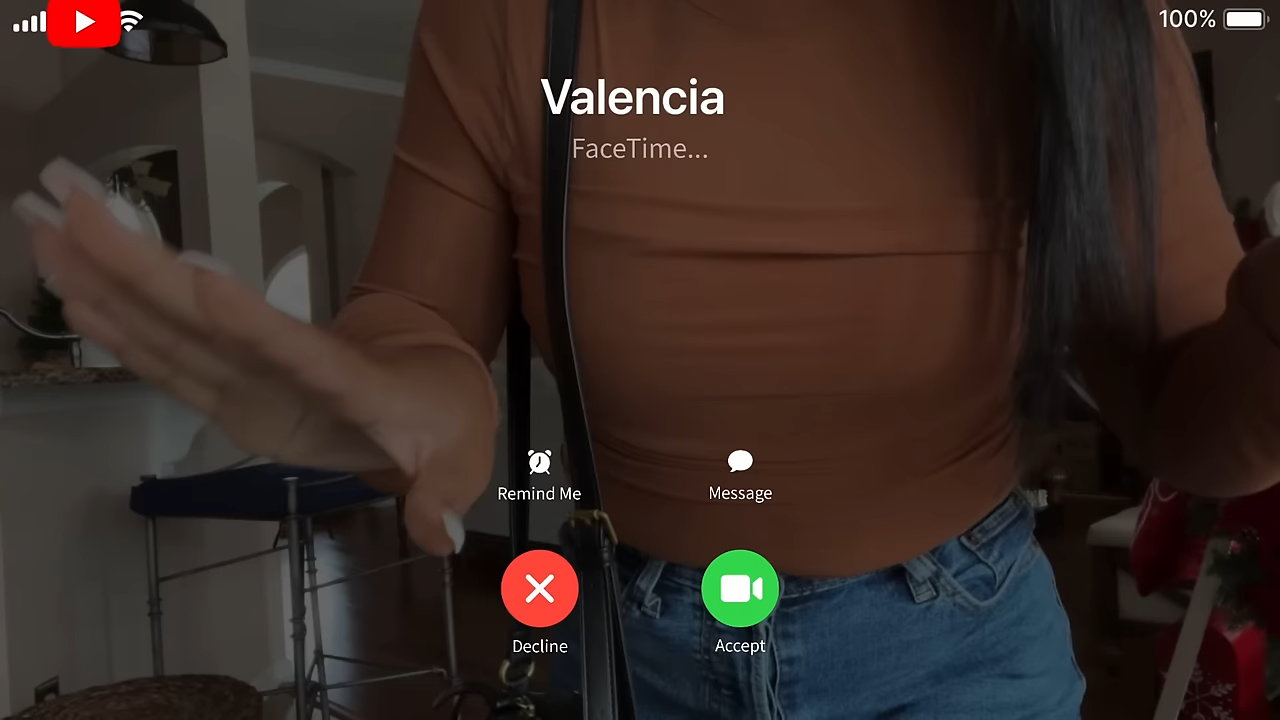 100%
Valencia
FaceTime...
Remind Me
Message
Decline
Accept